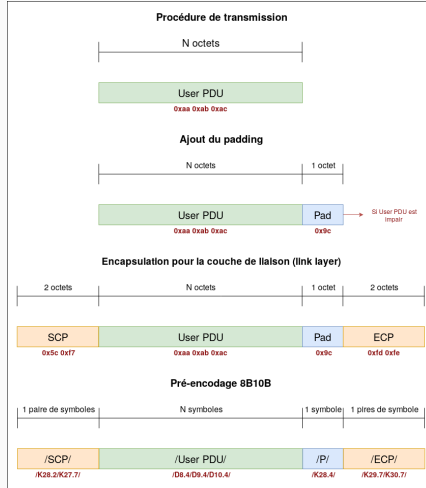 Procédure de transmission
N octets
User PDU
0xaa 0xab 0xac
Ajout du padding
N octets 1 octet
User PDU Pad Si User PDU est
impair
0xaa 0xab 0xac 0x9c
Encapsulation pour la couche de liaison (link layer)
2 octets N octets 1 octet 2 octets
SCP User PDU Pad ECP
0x5c 0xf7 0xaa 0xab 0xac 0x9c 0xfd 0xfe
Pré-encodage 8B10B
1 paire de symboles N symboles 1 symbole 1 pires de symbole
/SCP/ /User PDU/ /P/ /ECP/
/K28.2/K27.7/ /D8.4/D9.4/D10.4/ /K28.4/ /K29.7/K30.7/